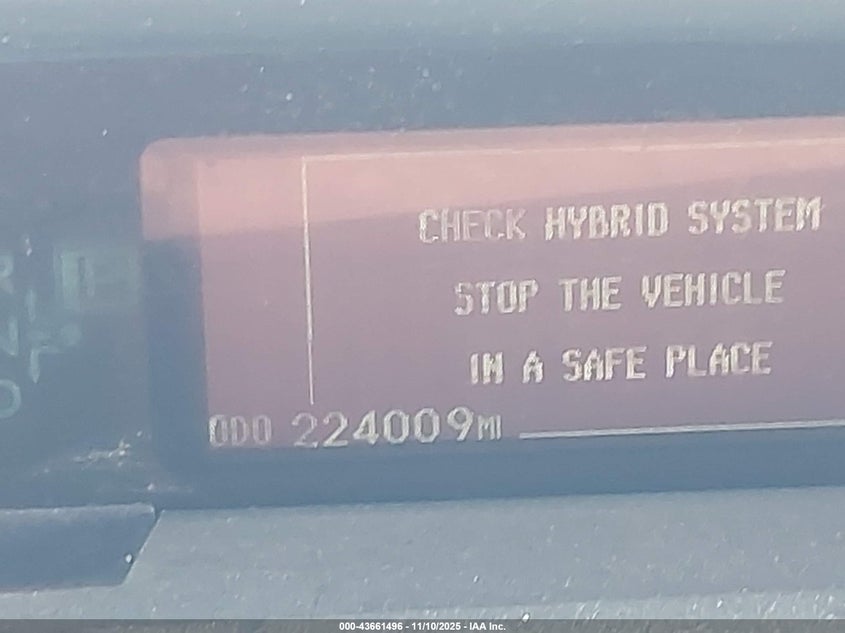 CHECK HYBRID SYSTEM
STOP THE VEHICLE
IN A SAFE PLACE
ODO 224009MI
000-43661496 - 11/10/2025 - IAA Inc.